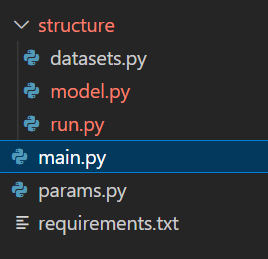 structure
datasets.py
model.py
run.py
main.py
params.py
requirements.txt